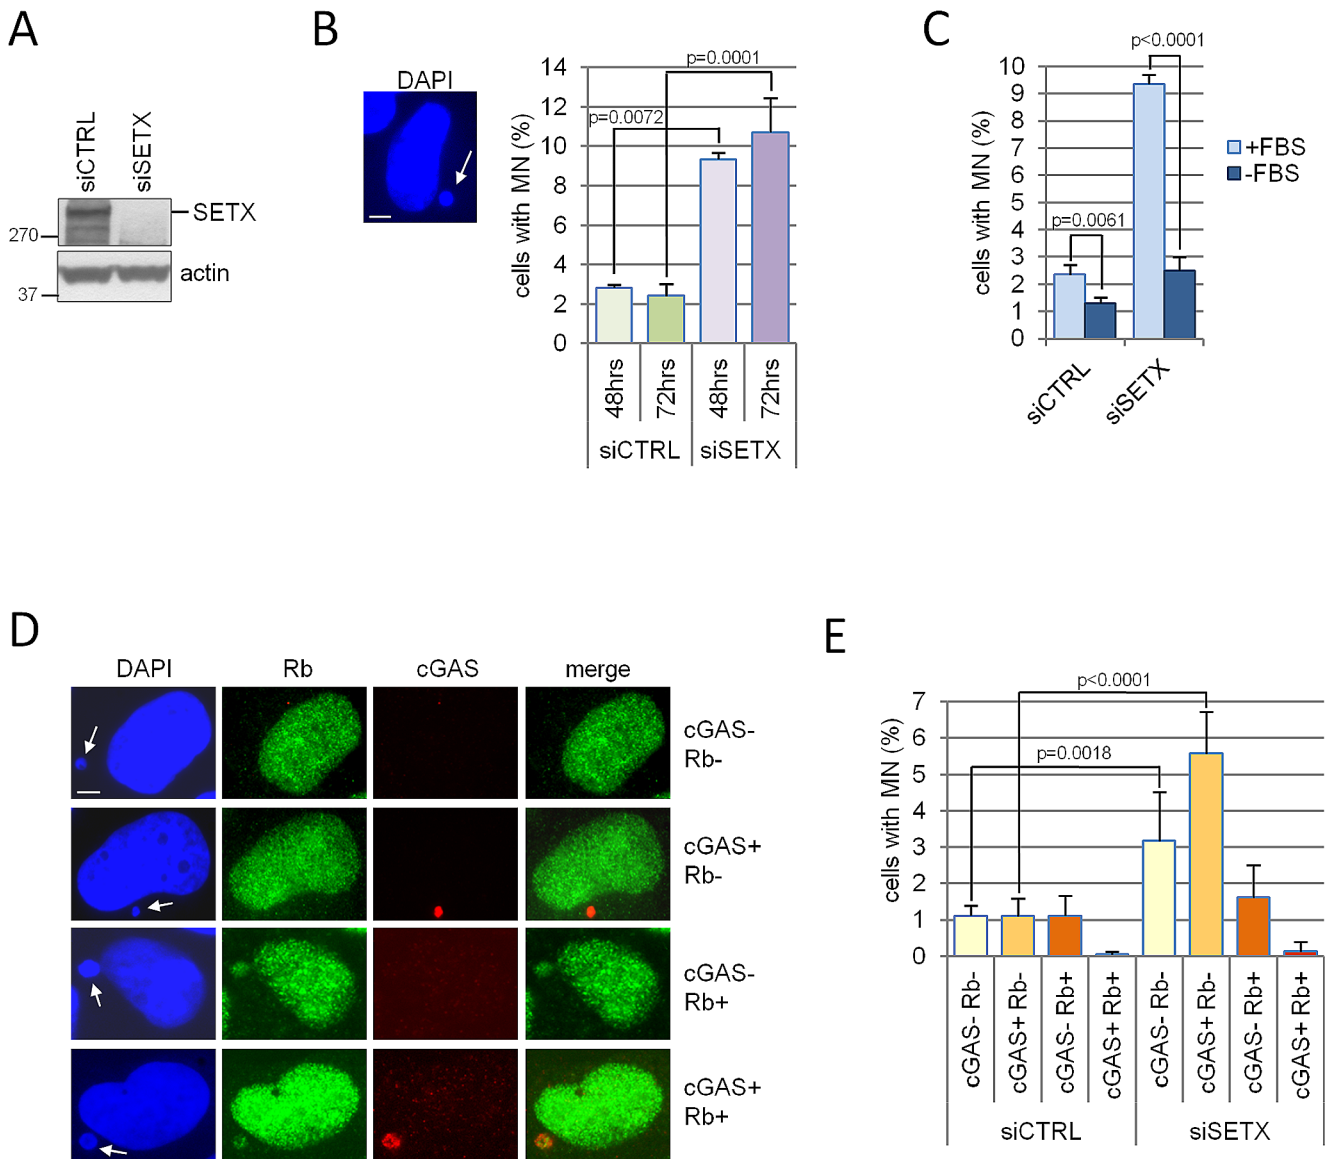 A
siCTRL
siSETX
SETX
270
actin
37
B
DAPI
cells with MN (%)
14
12
10
8
6
4
2
0
p=0.0001
p=0.0072
48hrs
72hrs
48hrs
72hrs
siCTRL
siSETX
C
cells with MN (%)
10
9
8
7
6
5
4
3
2
1
0
p<0.0001
p=0.0061
+FBS
-FBS
siCTRL
siSETX
D
DAPI
Rb
cGAS
merge
cGAS-
Rb-
cGAS+
Rb-
cGAS-
Rb+
cGAS+
Rb+
E
cells with MN (%)
7
6
5
4
3
2
1
0
p<0.0001
p=0.0018
cGAS- Rb-
cGAS+ Rb-
cGAS- Rb+
cGAS+ Rb+
cGAS- Rb-
cGAS+ Rb-
cGAS- Rb+
cGAS+ Rb+
siCTRL
siSETX